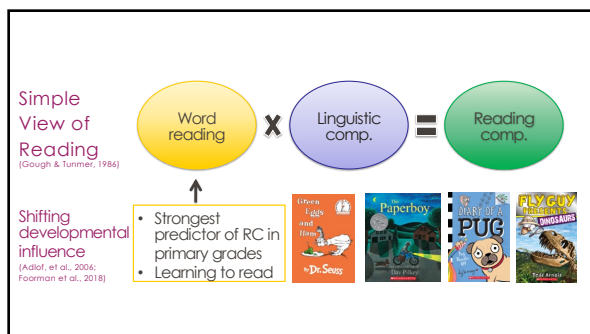 Simple
View of
Reading
(Gough & Tunmer, 1986)
Word
reading
×
Linguistic
comp.
=
Reading
comp.
Shifting
developmental
influence
(Adlof, et al., 2006;
Foorman et al., 2018)
• Strongest
predictor of RC in
primary grades
• Learning to read
Green
Eggs
and
Ham
By Dr. Seuss
The
Paperboy
Dav Pilkey
DIARY OF A
PUG
FLY GUY
PRESENTS
DINOSAURS
Tedd Arnold